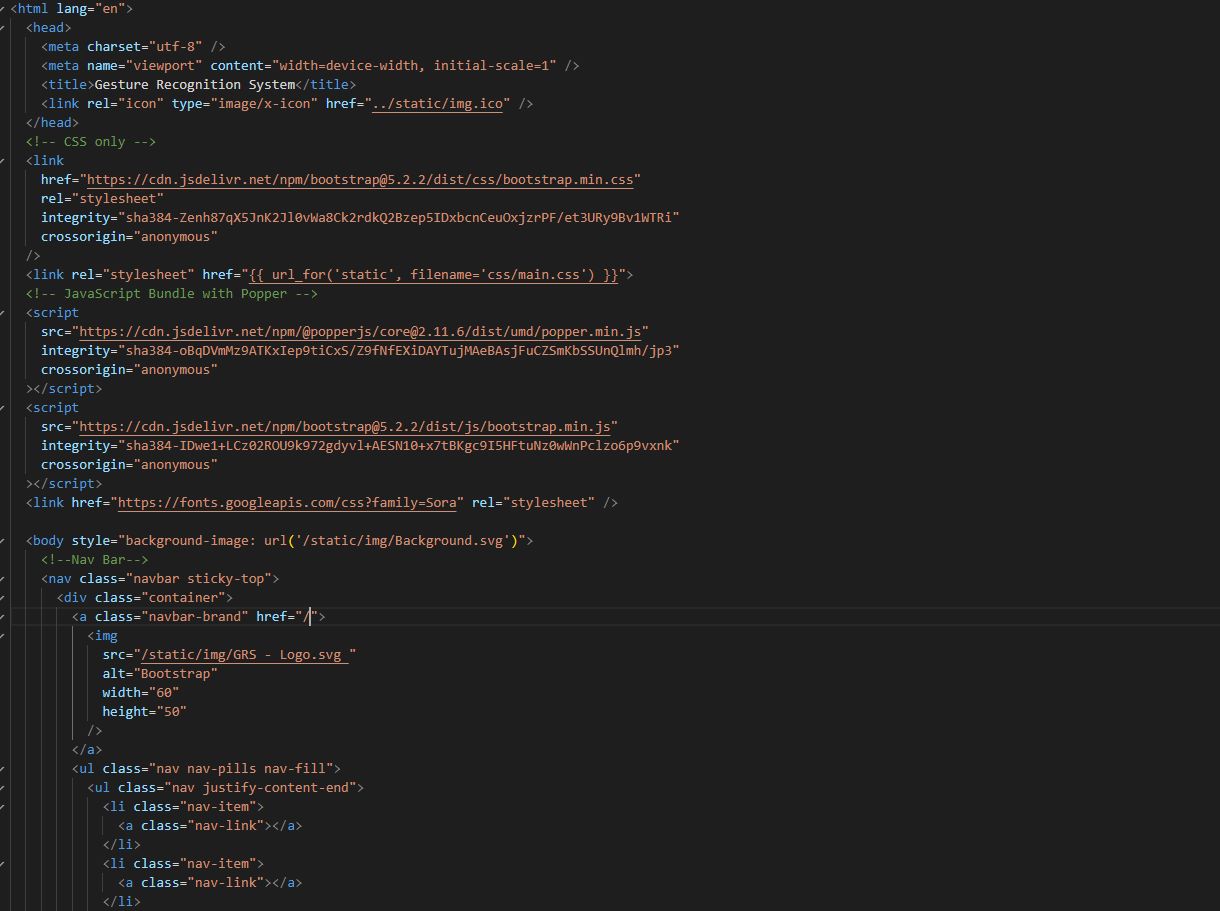 <html lang="en">
<head>
<meta charset="utf-8" />
<meta name="viewport" content="width=device-width, initial-scale=1" />
<title>Gesture Recognition System</title>
<link rel="icon" type="image/x-icon" href="../static/img.ico" />
</head>
<!-- CSS only -->
<link
href="https://cdn.jsdelivr.net/npm/bootstrap@5.2.2/dist/css/bootstrap.min.css"
rel="stylesheet"
integrity="sha384-Zenh87qX5JnK2Jl0vWa8Ck2rdkQ2Bzep5IDxbcnCeuOxjzrPF/et3URy9Bv1WTRi"
crossorigin="anonymous"
/>
<link rel="stylesheet" href="{{ url_for('static', filename='css/main.css') }}">
<!-- JavaScript Bundle with Popper -->
<script
src="https://cdn.jsdelivr.net/npm/@popperjs/core@2.11.6/dist/umd/popper.min.js"
integrity="sha384-oBqDVmMz9ATKxIep9tiCxS/Z9fNfEXiDAYTujMAeBAsjFuCZSmKbSSUnQlmh/jp3"
crossorigin="anonymous"
></script>
<script
src="https://cdn.jsdelivr.net/npm/bootstrap@5.2.2/dist/js/bootstrap.min.js"
integrity="sha384-IDwe1+LCz02ROU9k972gdyvl+AESN10+x7tBKgc9I5HFtuNz0wWnPclzo6p9vxnk"
crossorigin="anonymous"
></script>
<link href="https://fonts.googleapis.com/css?family=Sora" rel="stylesheet" />
<body style="background-image: url('/static/img/Background.svg')">
<!--Nav Bar-->
<nav class="navbar sticky-top">
<div class="container">
<a class="navbar-brand" href="/">
<img
src="/static/img/GRS - Logo.svg "
alt="Bootstrap"
width="60"
height="50"
/>
</a>
<ul class="nav nav-pills nav-fill">
<ul class="nav justify-content-end">
<li class="nav-item">
<a class="nav-link"></a>
</li>
<li class="nav-item">
<a class="nav-link"></a>
</li>